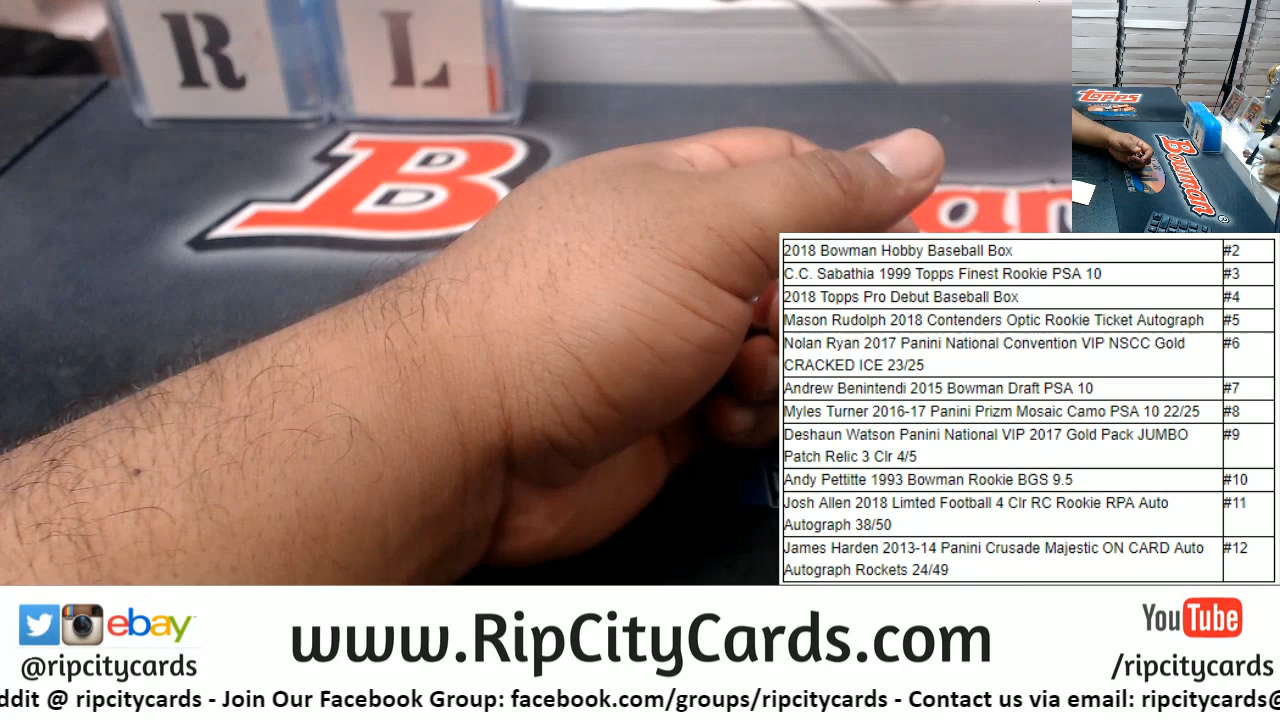 R L
B
an
TOPPS
Bowman
2018 Bowman Hobby Baseball Box #2
C.C. Sabathia 1999 Topps Finest Rookie PSA 10 #3
2018 Topps Pro Debut Baseball Box #4
Mason Rudolph 2018 Contenders Optic Rookie Ticket Autograph #5
Nolan Ryan 2017 Panini National Convention VIP NSCC Gold #6
CRACKED ICE 23/25
Andrew Benintendi 2015 Bowman Draft PSA 10 #7
Myles Turner 2016-17 Panini Prizm Mosaic Camo PSA 10 22/25 #8
Deshaun Watson Panini National VIP 2017 Gold Pack JUMBO #9
Patch Relic 3 Clr 4/5
Andy Pettitte 1993 Bowman Rookie BGS 9.5 #10
Josh Allen 2018 Limted Football 4 Clr RC Rookie RPA Auto #11
Autograph 38/50
James Harden 2013-14 Panini Crusade Majestic ON CARD Auto #12
Autograph Rockets 24/49
ebay
@ripcitycards
www.RipCityCards.com
YouTube
/ripcitycards
ddit @ ripcitycards - Join Our Facebook Group: facebook.com/groups/ripcitycards - Contact us via email: ripcitycards@